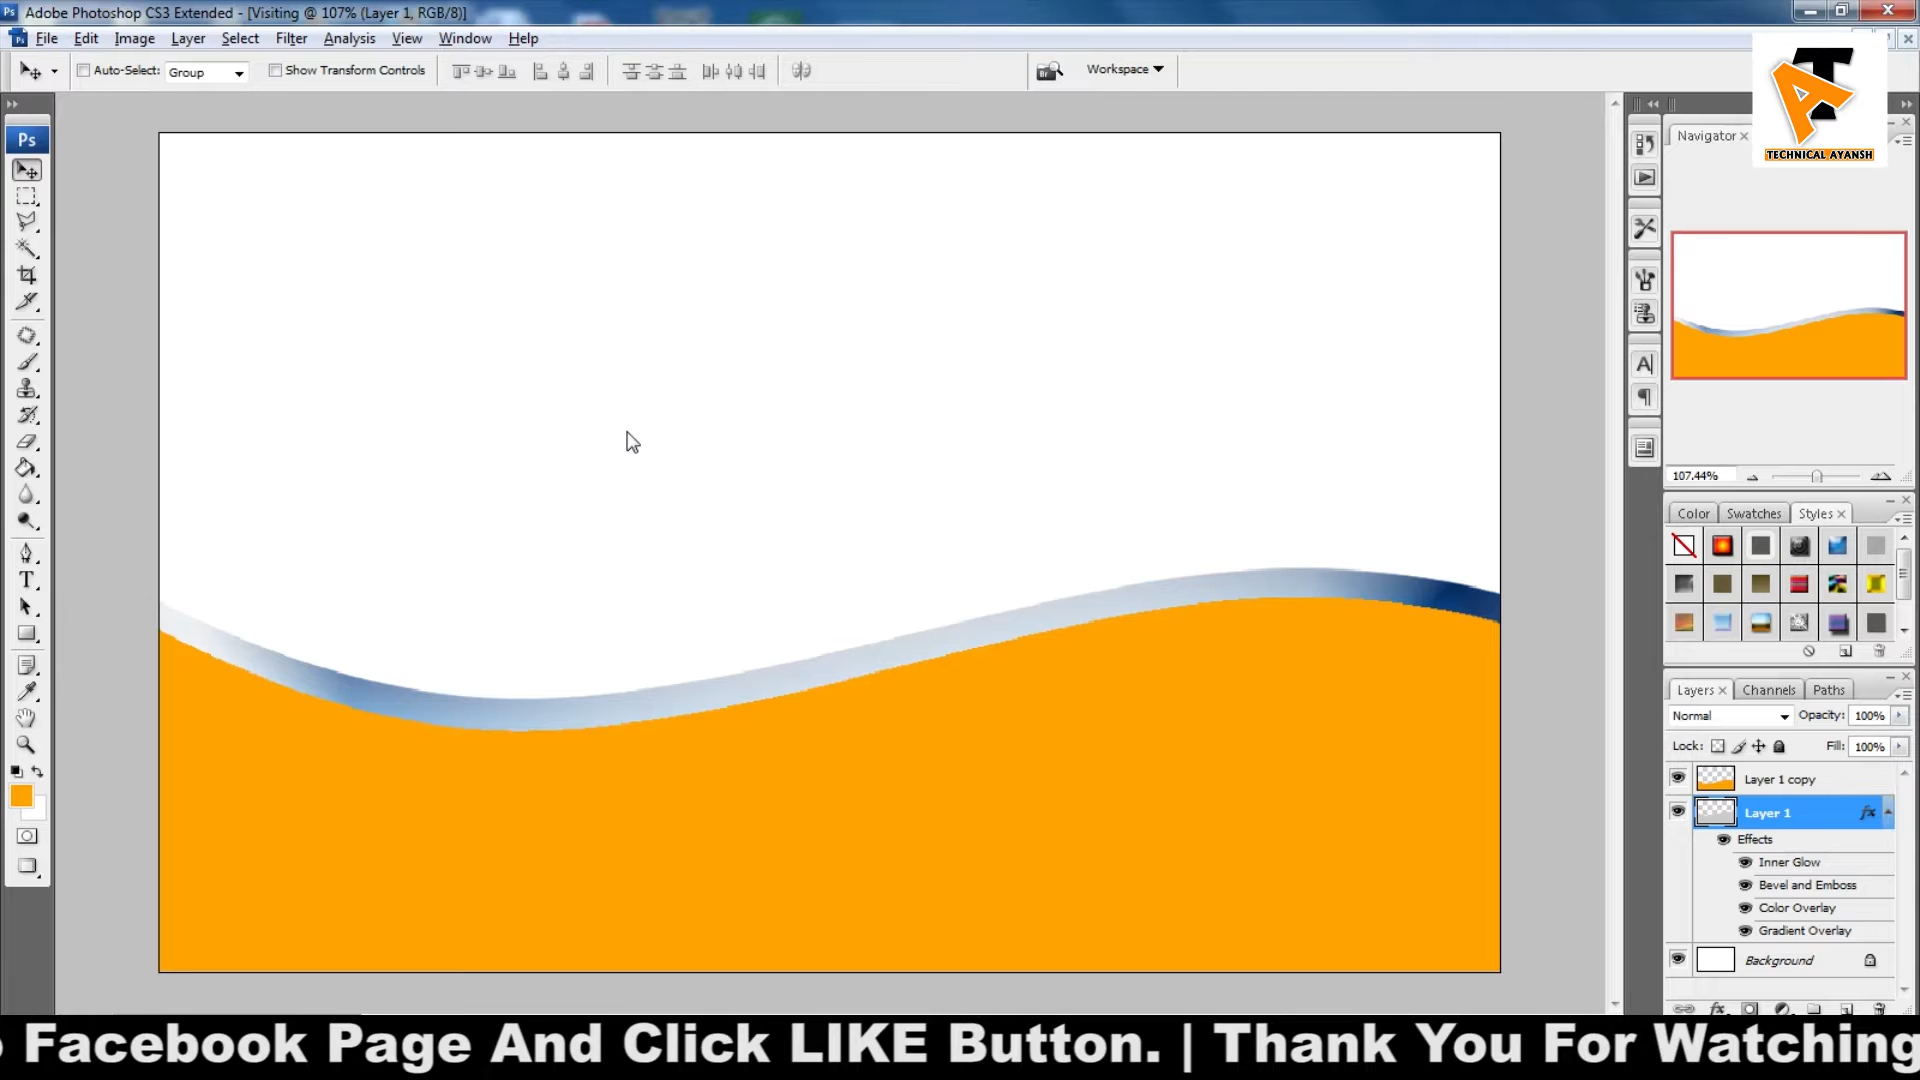 Ps Adobe Photoshop CS3 Extended - [Visiting @ 107% (Layer 1, RGB/8)]
File Edit Image Layer Select Filter Analysis View Window Help
Auto-Select: Group Show Transform Controls Workspace
AT
TECHNICAL AYANSH
Ps
T
Navigator
A
107.44%
Color Swatches Styles
Layers Channels Paths
Normal Opacity: 100%
Lock: Fill: 100%
Layer 1 copy
Layer 1 fx
Effects
Inner Glow
Bevel and Emboss
Color Overlay
Gradient Overlay
Background
Facebook Page And Click LIKE Button. | Thank You For Watching